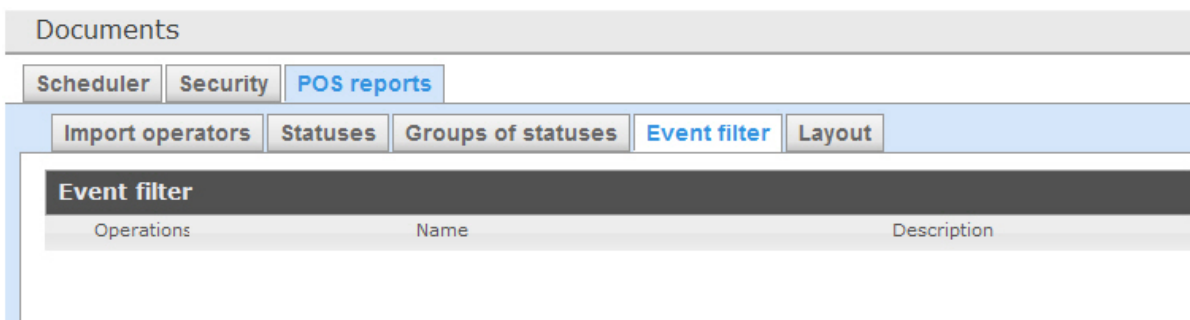 Documents
Scheduler Security POS reports
Import operators Statuses Groups of statuses Event filter Layout
Event filter
Operations Name Description